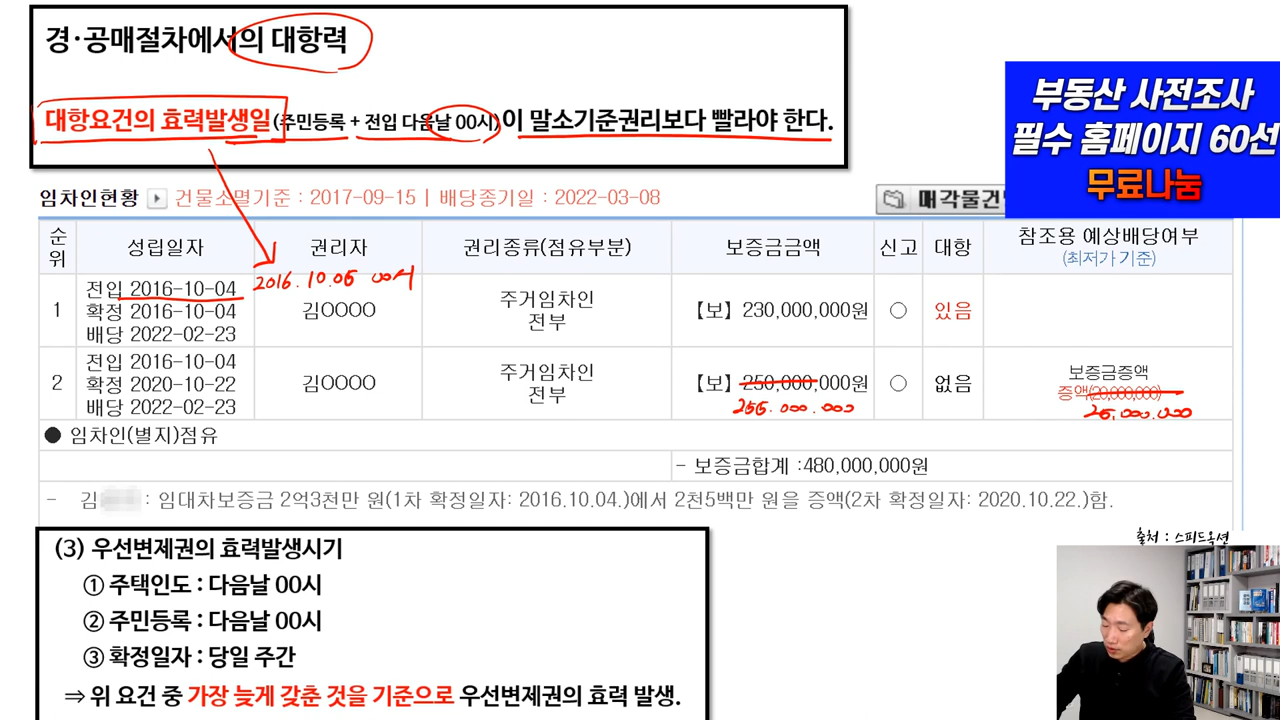 경·공매절차에서의 대항력
대항요건의 효력발생일(주민등록 + 전입 다음날 00시)이 말소기준권리보다 빨라야 한다.
부동산 사전조사
필수 홈페이지 60선
무료나눔
임차인현황 건물소멸기준 : 2017-09-15 | 배당종기일 : 2022-03-08
매각물건
순위 성립일자 권리자 권리종류(점유부분) 보증금금액 신고 대항 참조용 예상배당여부
(최저가 기준)
2016.10.05 00시
1 전입 2016-10-04 김OOOO 주거임차인 【보】 230,000,000원 ○ 있음
확정 2016-10-04 전부
배당 2022-02-23
2 전입 2016-10-04 김OOOO 주거임차인 【보】 250,000,000원 ○ 없음 보증금증액
확정 2020-10-22 전부 증액(20,000,000)
배당 2022-02-23 255.000.000 25,000.000
● 임차인(별지)점유
- 보증금합계 :480,000,000원
- 김 : 임대차보증금 2억3천만 원(1차 확정일자: 2016.10.04.)에서 2천5백만 원을 증액(2차 확정일자: 2020.10.22.)함.
출처 : 스피드옥션
(3) 우선변제권의 효력발생시기
① 주택인도 : 다음날 00시
② 주민등록 : 다음날 00시
③ 확정일자 : 당일 주간
⇒ 위 요건 중 가장 늦게 갖춘 것을 기준으로 우선변제권의 효력 발생.